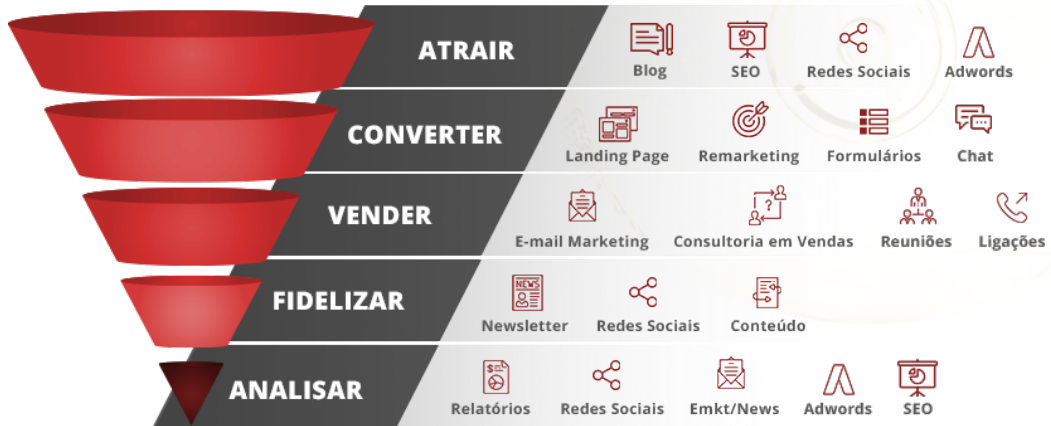 ATRAIR
Blog SEO Redes Sociais Adwords
CONVERTER
Landing Page Remarketing Formulários Chat
VENDER
E-mail Marketing Consultoria em Vendas Reuniões Ligações
FIDELIZAR
NEWS
Newsletter Redes Sociais Conteúdo
ANALISAR
Relatórios Redes Sociais Emkt/News Adwords SEO